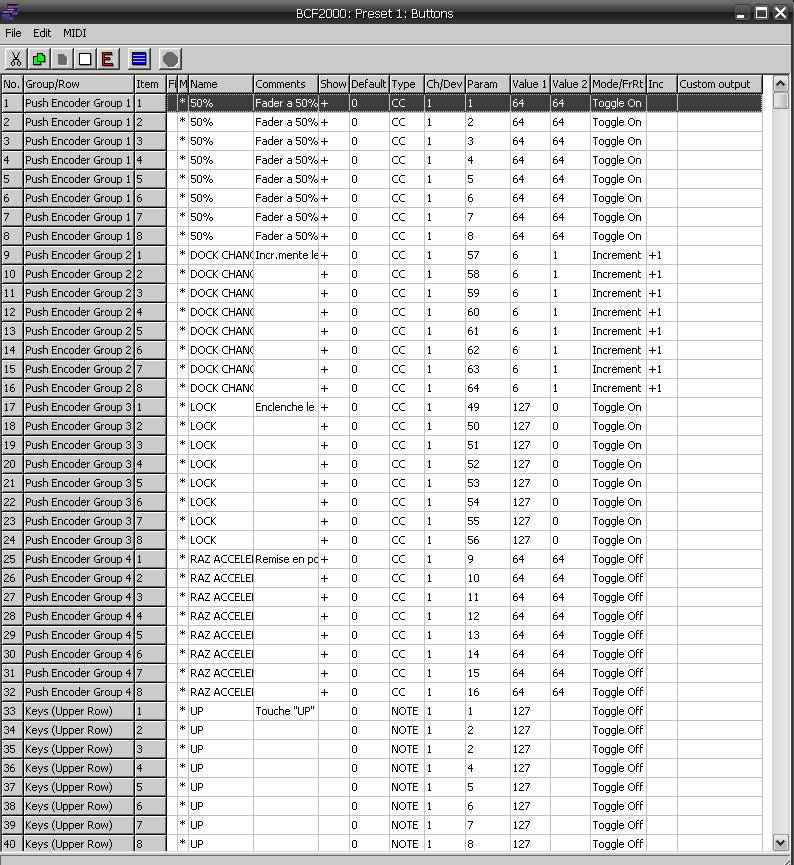 BCF2000: Preset 1: Buttons
File Edit MIDI
E
No. Group/Row Item Fi M Name Comments Show Default Type Ch/Dev Param Value 1 Value 2 Mode/FrRt Inc Custom output
1 Push Encoder Group 1 1 * 50% Fader a 50% + 0 CC 1 1 64 64 Toggle On
2 Push Encoder Group 1 2 * 50% Fader a 50% + 0 CC 1 2 64 64 Toggle On
3 Push Encoder Group 1 3 * 50% Fader a 50% + 0 CC 1 3 64 64 Toggle On
4 Push Encoder Group 1 4 * 50% Fader a 50% + 0 CC 1 4 64 64 Toggle On
5 Push Encoder Group 1 5 * 50% Fader a 50% + 0 CC 1 5 64 64 Toggle On
6 Push Encoder Group 1 6 * 50% Fader a 50% + 0 CC 1 6 64 64 Toggle On
7 Push Encoder Group 1 7 * 50% Fader a 50% + 0 CC 1 7 64 64 Toggle On
8 Push Encoder Group 1 8 * 50% Fader a 50% + 0 CC 1 8 64 64 Toggle On
9 Push Encoder Group 2 1 * DOCK CHANG Incr.mente le + 0 CC 1 57 6 1 Increment +1
10 Push Encoder Group 2 2 * DOCK CHANG + 0 CC 1 58 6 1 Increment +1
11 Push Encoder Group 2 3 * DOCK CHANG + 0 CC 1 59 6 1 Increment +1
12 Push Encoder Group 2 4 * DOCK CHANG + 0 CC 1 60 6 1 Increment +1
13 Push Encoder Group 2 5 * DOCK CHANG + 0 CC 1 61 6 1 Increment +1
14 Push Encoder Group 2 6 * DOCK CHANG + 0 CC 1 62 6 1 Increment +1
15 Push Encoder Group 2 7 * DOCK CHANG + 0 CC 1 63 6 1 Increment +1
16 Push Encoder Group 2 8 * DOCK CHANG + 0 CC 1 64 6 1 Increment +1
17 Push Encoder Group 3 1 * LOCK Enclenche le + 0 CC 1 49 127 0 Toggle On
18 Push Encoder Group 3 2 * LOCK + 0 CC 1 50 127 0 Toggle On
19 Push Encoder Group 3 3 * LOCK + 0 CC 1 51 127 0 Toggle On
20 Push Encoder Group 3 4 * LOCK + 0 CC 1 52 127 0 Toggle On
21 Push Encoder Group 3 5 * LOCK + 0 CC 1 53 127 0 Toggle On
22 Push Encoder Group 3 6 * LOCK + 0 CC 1 54 127 0 Toggle On
23 Push Encoder Group 3 7 * LOCK + 0 CC 1 55 127 0 Toggle On
24 Push Encoder Group 3 8 * LOCK + 0 CC 1 56 127 0 Toggle On
25 Push Encoder Group 4 1 * RAZ ACCELEI Remise en po + 0 CC 1 9 64 64 Toggle Off
26 Push Encoder Group 4 2 * RAZ ACCELEI + 0 CC 1 10 64 64 Toggle Off
27 Push Encoder Group 4 3 * RAZ ACCELEI + 0 CC 1 11 64 64 Toggle Off
28 Push Encoder Group 4 4 * RAZ ACCELEI + 0 CC 1 12 64 64 Toggle Off
29 Push Encoder Group 4 5 * RAZ ACCELEI + 0 CC 1 13 64 64 Toggle Off
30 Push Encoder Group 4 6 * RAZ ACCELEI + 0 CC 1 14 64 64 Toggle Off
31 Push Encoder Group 4 7 * RAZ ACCELEI + 0 CC 1 15 64 64 Toggle Off
32 Push Encoder Group 4 8 * RAZ ACCELEI + 0 CC 1 16 64 64 Toggle Off
33 Keys (Upper Row) 1 * UP Touche "UP" 0 NOTE 1 1 127 Toggle Off
34 Keys (Upper Row) 2 * UP 0 NOTE 1 2 127 Toggle Off
35 Keys (Upper Row) 3 * UP 0 NOTE 1 2 127 Toggle Off
36 Keys (Upper Row) 4 * UP 0 NOTE 1 4 127 Toggle Off
37 Keys (Upper Row) 5 * UP 0 NOTE 1 5 127 Toggle Off
38 Keys (Upper Row) 6 * UP 0 NOTE 1 6 127 Toggle Off
39 Keys (Upper Row) 7 * UP 0 NOTE 1 7 127 Toggle Off
40 Keys (Upper Row) 8 * UP 0 NOTE 1 8 127 Toggle Off